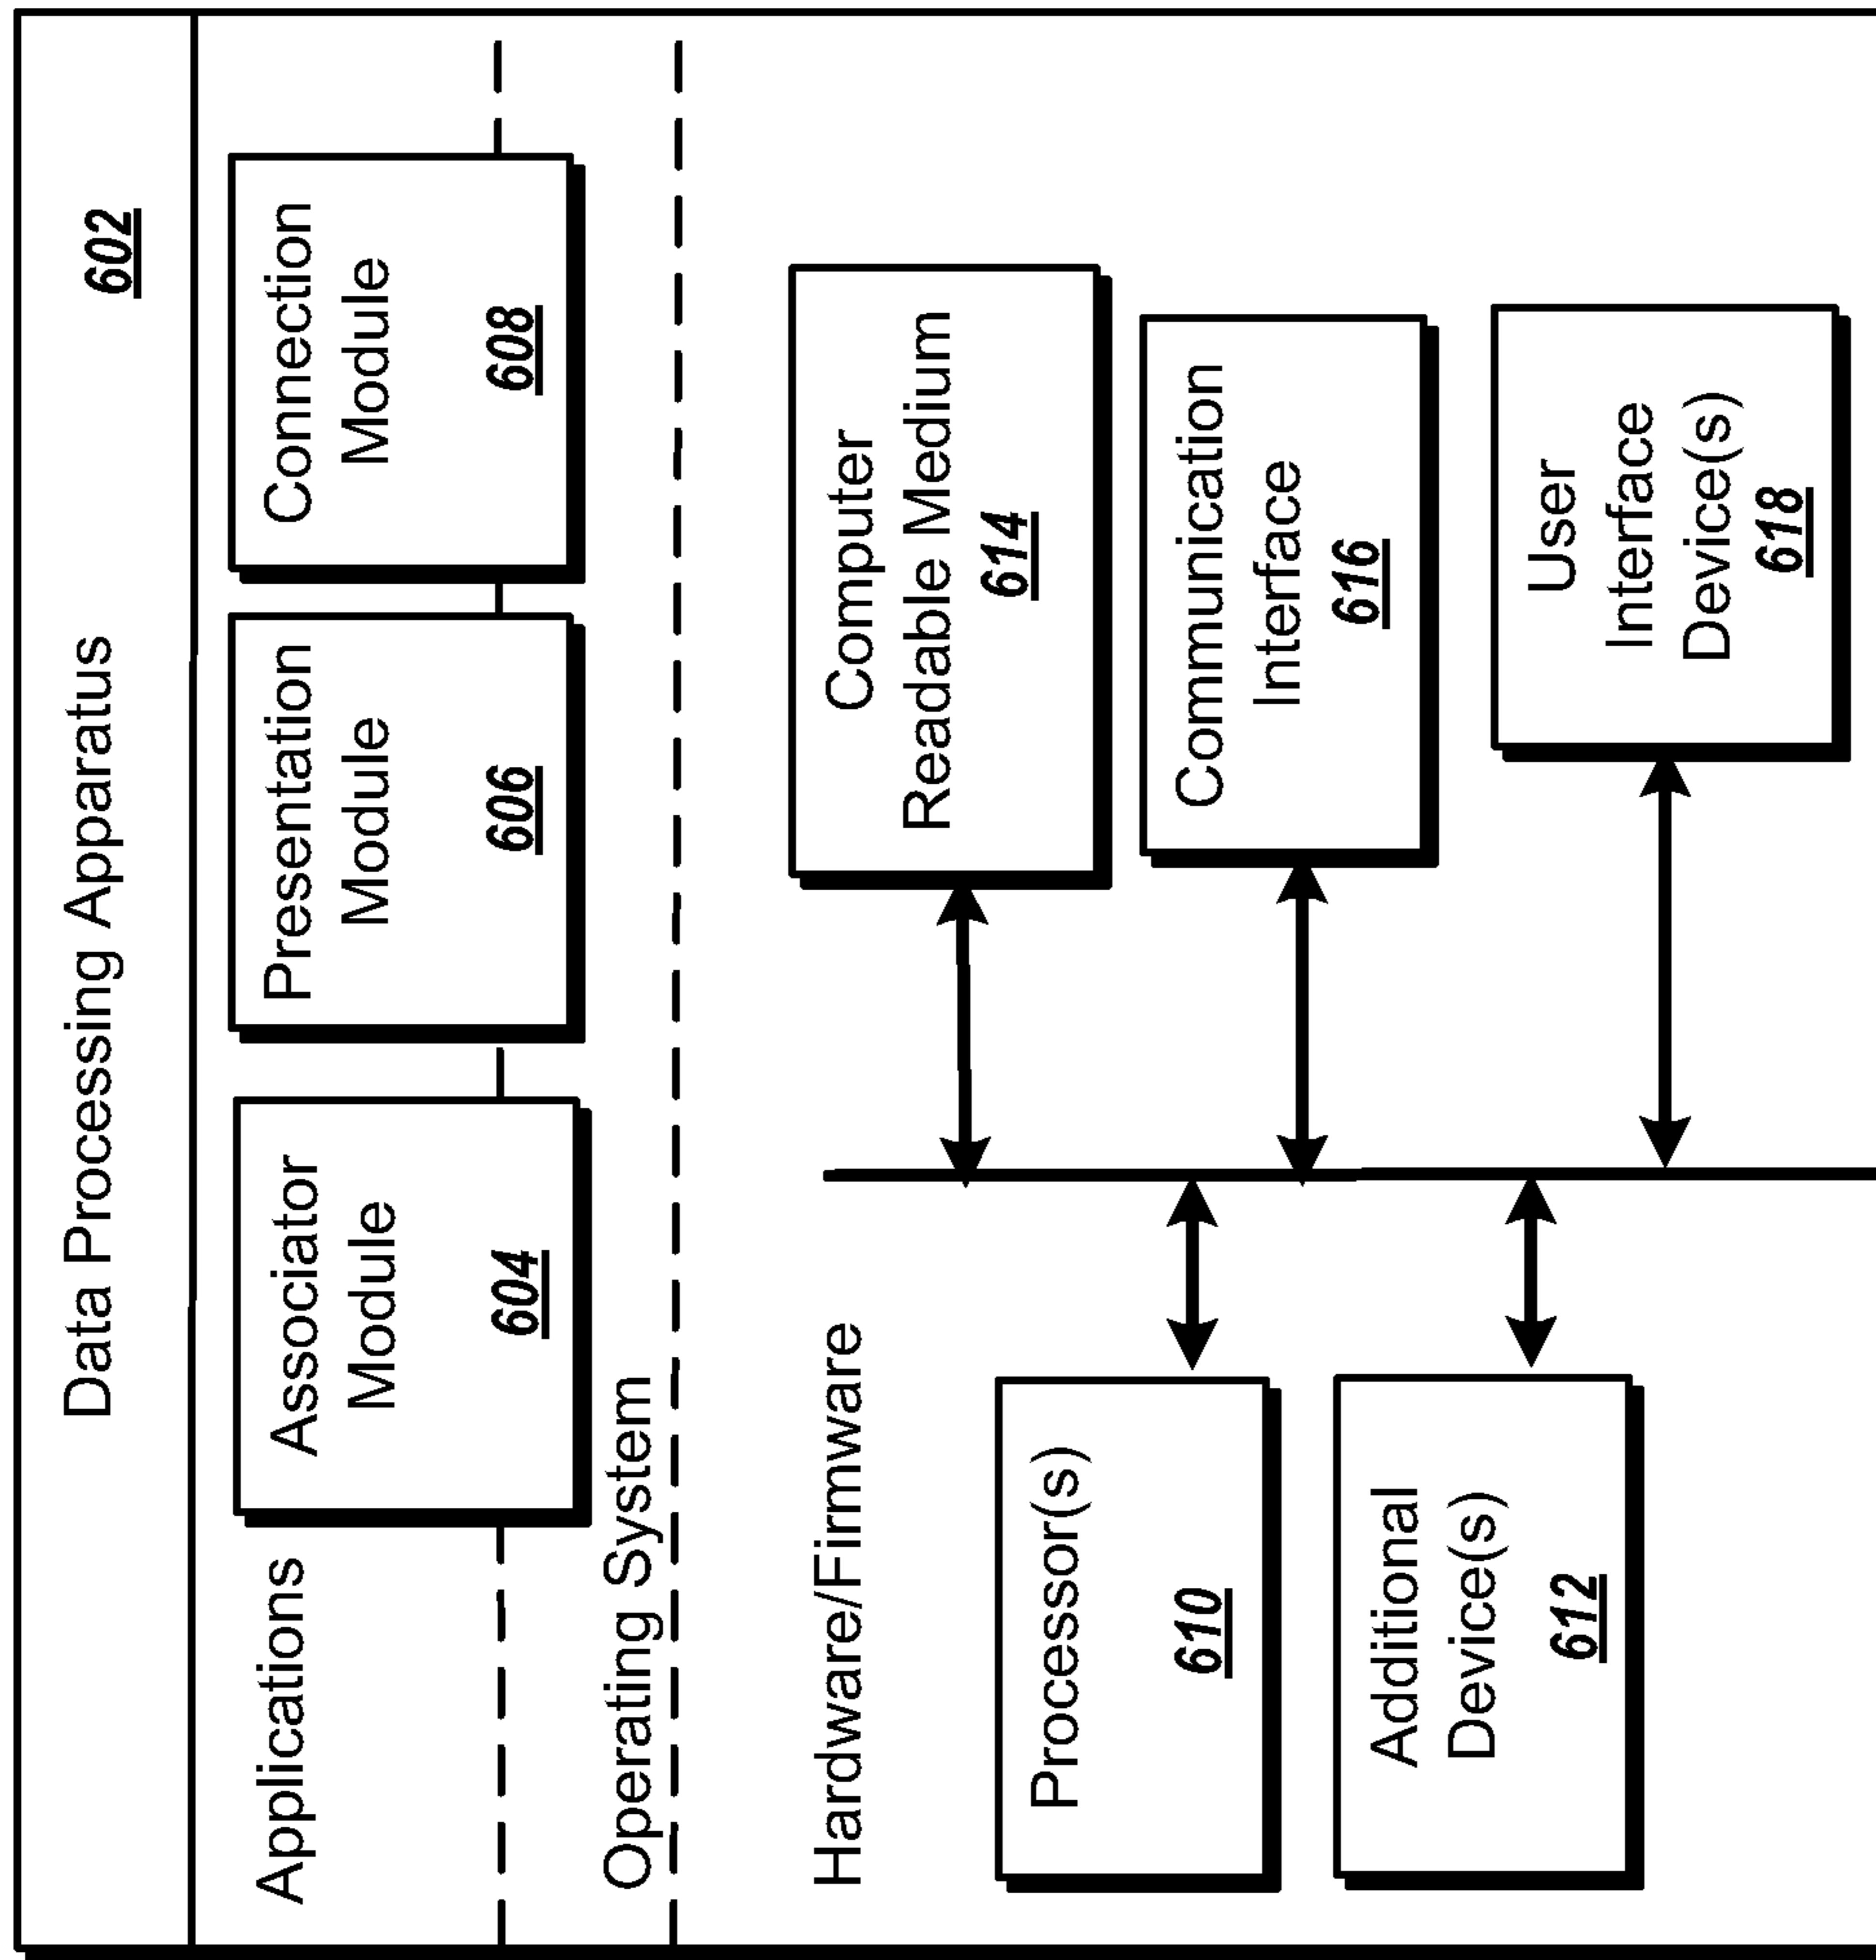 Data Processing Apparatus
602
Applications
Associator
Module
604
Presentation
Module
606
Connection
Module
608
Operating System
Hardware/Firmware
Processor(s)
610
Additional
Device(s)
612
Computer
Readable Medium
614
Communication
Interface
616
User
Interface
Device(s)
618